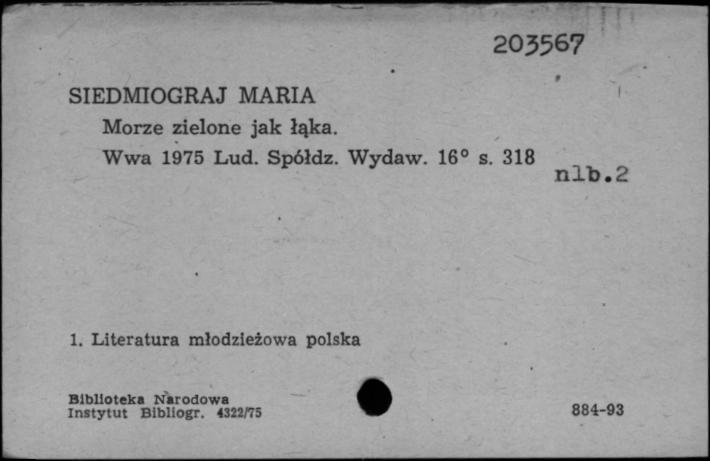 203567
SIEDMIOGRAJ MARIA
Morze zielone jak łąka.
Wwa 1975 Lud. Spółdz. Wydaw. 16° s. 318
nlb.2
1. Literatura młodzieżowa polska
Biblioteka Narodowa
Instytut Bibliogr. 4322/75
884-93